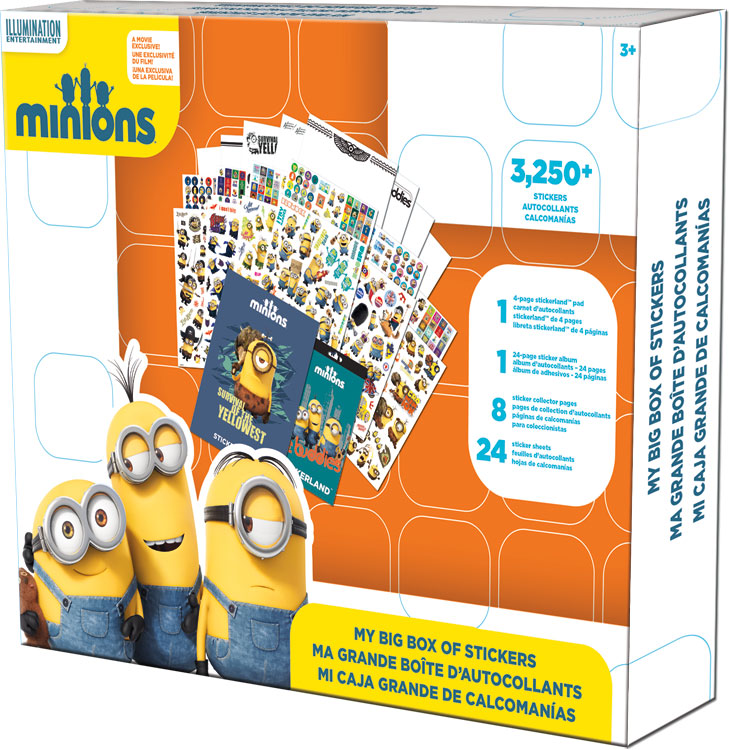 ILLUMINATION
ENTERTAINMENT
A MOVIE
EXCLUSIVE!
UNE EXCLUSIVITÉ
DU FILM!
¡UNA EXCLUSIVA
DE LA PELÍCULA!
minions
3+
3,250+
STICKERS
AUTOCOLLANTS
CALCOMANÍAS
1
4-page stickerland™ pad
carnet d'autocollants
stickerland™ de 4 pages
libreta stickerland™ de 4 páginas
1
24-page sticker album
album d'autocollants - 24 pages
álbum de adhesivos - 24 páginas
8
sticker collector pages
pages de collection d'autocollants
páginas de calcomanías
para coleccionistas
24
sticker sheets
feuilles d'autocollants
hojas de calcomanías
minions
SURVIVAL
OF THE
YELLOWEST
minions
buddies
MY BIG BOX OF STICKERS
MA GRANDE BOÎTE D'AUTOCOLLANTS
MI CAJA GRANDE DE CALCOMANÍAS
MY BIG BOX OF STICKERS
MA GRANDE BOÎTE D'AUTOCOLLANTS
MI CAJA GRANDE DE CALCOMANÍAS